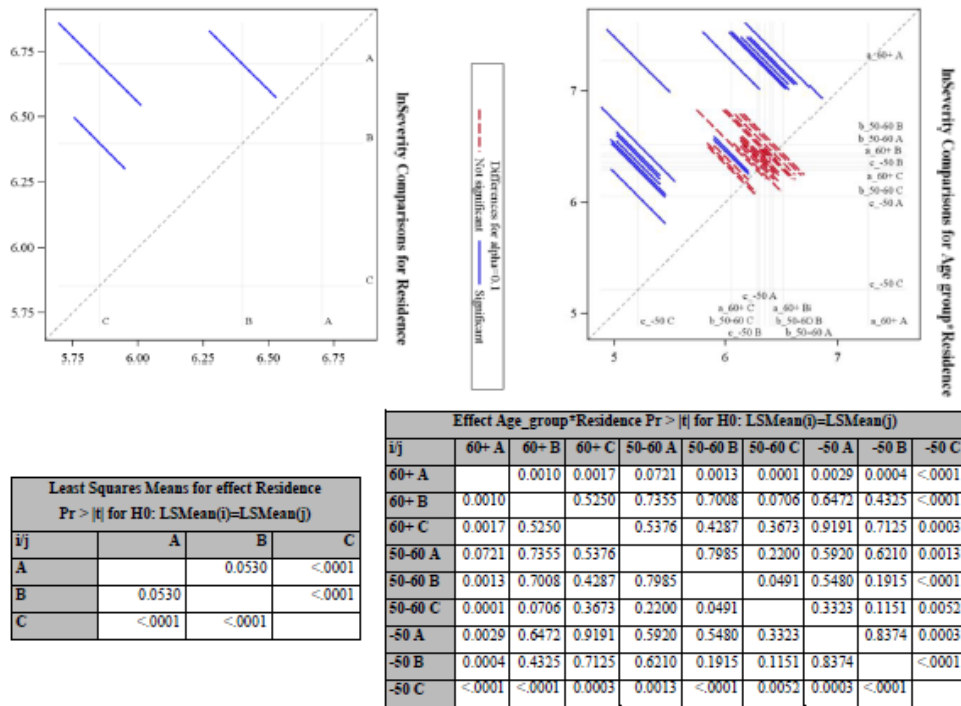 6.75
6.50
6.25
6.00
5.75
A
B
C
C
B
A
5.75 6.00 6.25 6.50 6.75
lnSeverity Comparisons for Residence
Differences for alpha=0.1
Not significant Significant
7
6
5
a_60+ A
b_50-60 B
b_50-60 A
a_60+ B
c_-50 B
a_60+ C
b_50-60 C
c_-50 A
c_-50 C
c_-50 A
a_60+ C a_60+ B
c_-50 C b_50-60 C b_50-60 B a_60+ A
c_-50 B b_50-60 A
5 6 7
lnSeverity Comparisons for Age group*Residence
Least Squares Means for effect Residence
Pr > |t| for H0: LSMean(i)=LSMean(j)
i/j A B C
A 0.0530 <.0001
B 0.0530 <.0001
C <.0001 <.0001
Effect Age_group*Residence Pr > |t| for H0: LSMean(i)=LSMean(j)
i/j 60+ A 60+ B 60+ C 50-60 A 50-60 B 50-60 C -50 A -50 B -50 C
60+ A 0.0010 0.0017 0.0721 0.0013 0.0001 0.0029 0.0004 <.0001
60+ B 0.0010 0.5250 0.7355 0.7008 0.0706 0.6472 0.4325 <.0001
60+ C 0.0017 0.5250 0.5376 0.4287 0.3673 0.9191 0.7125 0.0003
50-60 A 0.0721 0.7355 0.5376 0.7985 0.2200 0.5920 0.6210 0.0013
50-60 B 0.0013 0.7008 0.4287 0.7985 0.0491 0.5480 0.1915 <.0001
50-60 C 0.0001 0.0706 0.3673 0.2200 0.0491 0.3323 0.1151 0.0052
-50 A 0.0029 0.6472 0.9191 0.5920 0.5480 0.3323 0.8374 0.0003
-50 B 0.0004 0.4325 0.7125 0.6210 0.1915 0.1151 0.8374 <.0001
-50 C <.0001 <.0001 0.0003 0.0013 <.0001 0.0052 0.0003 <.0001